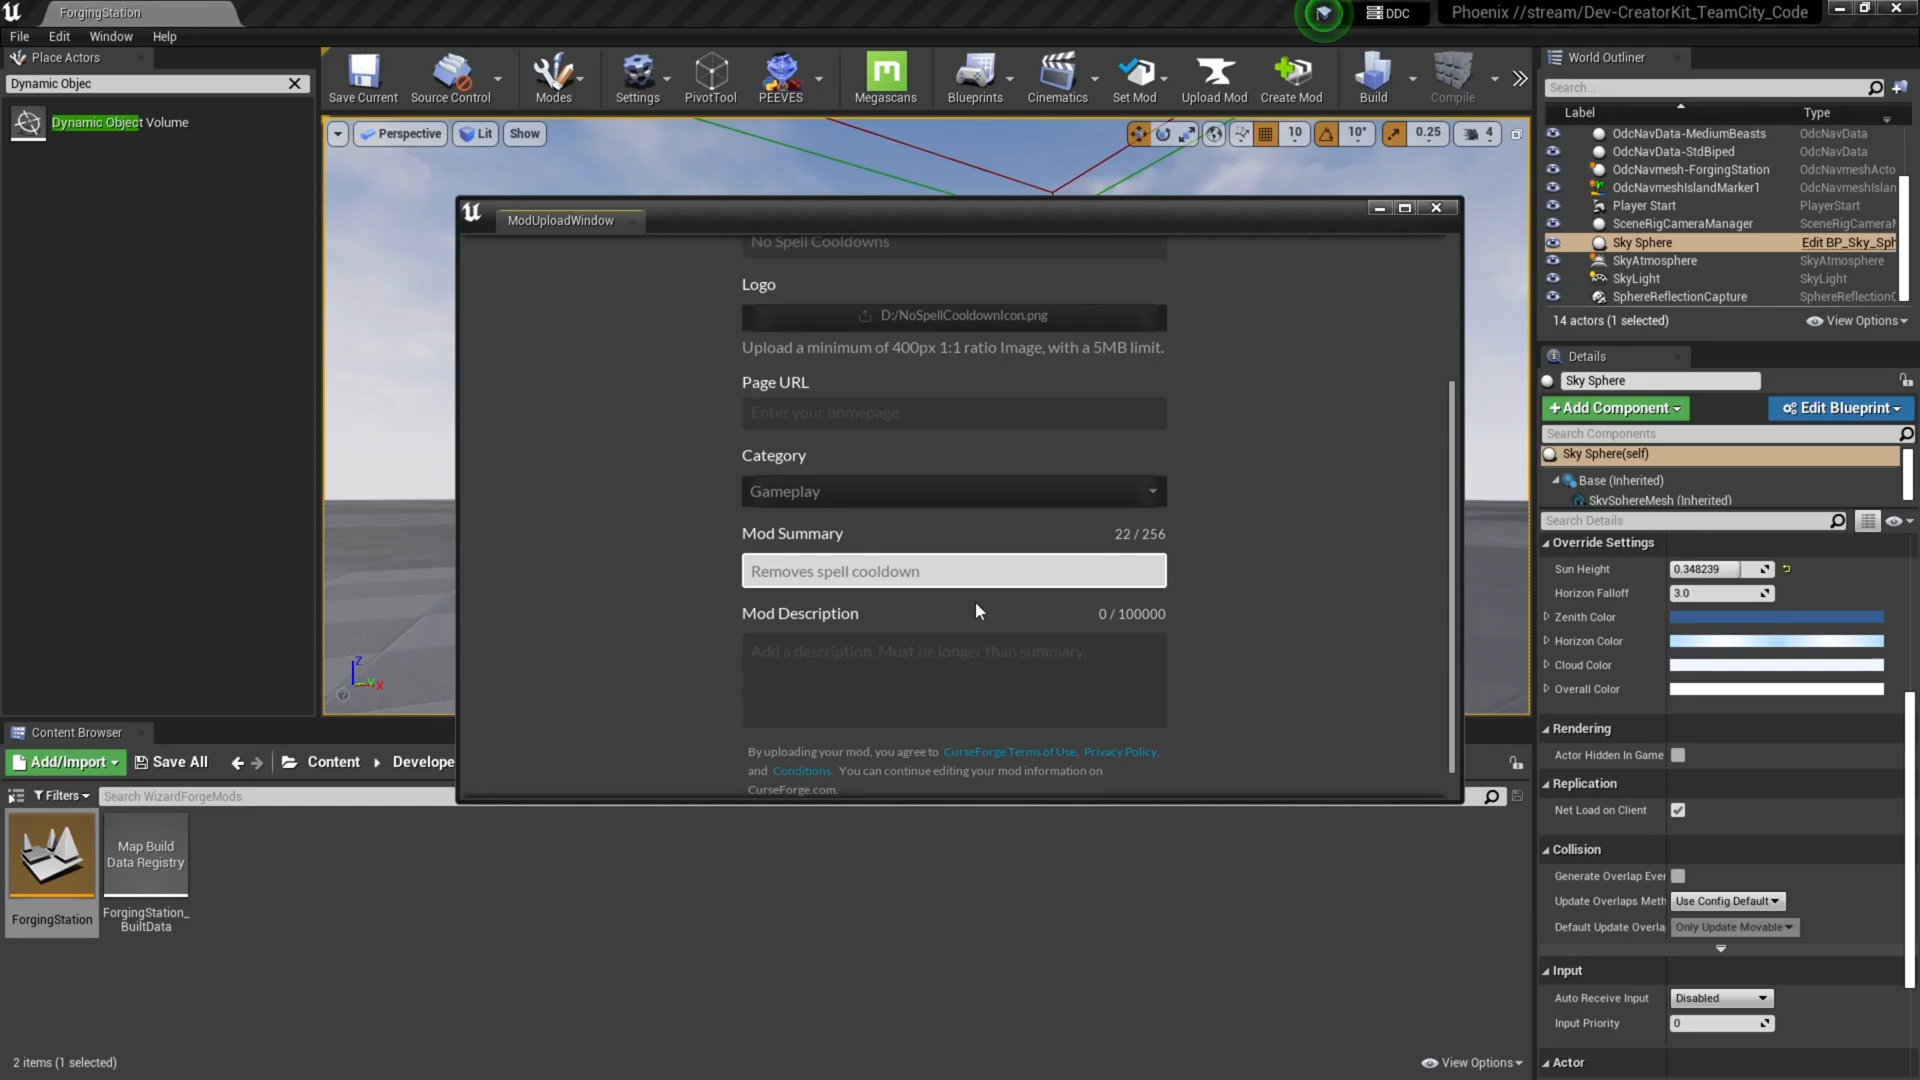 ForgingStation
DDC
Phoenix //stream/Dev-CreatorKit_TeamCity_Code
File Edit Window Help
Place Actors
Dynamic Objec
Dynamic Object Volume
Save Current
Source Control
Modes
Settings
PivotTool
PEEVES
Megascans
Blueprints
Cinematics
Set Mod
Upload Mod
Create Mod
Build
Compile
Perspective
Lit
Show
10
10°
0.25
4
ModUploadWindow
No Spell Cooldowns
Logo
D:/NoSpellCooldownIcon.png
Upload a minimum of 400px 1:1 ratio Image, with a 5MB limit.
Page URL
Enter your homepage
Category
Gameplay
Mod Summary 22 / 256
Removes spell cooldown
Mod Description 0 / 100000
Add a description. Must be longer than summary.
By uploading your mod, you agree to CurseForge Terms of Use, Privacy Policy,
and Conditions. You can continue editing your mod information on
CurseForge.com.
Z
Y
X
World Outliner
Search...
Label Type
OdcNavData-MediumBeasts OdcNavData
OdcNavData-StdBiped OdcNavData
OdcNavmesh-ForgingStation OdcNavmeshActo
OdcNavmeshIslandMarker1 OdcNavmeshIslan
Player Start PlayerStart
SceneRigCameraManager SceneRigCameraM
Sky Sphere Edit BP_Sky_Sph
SkyAtmosphere SkyAtmosphere
SkyLight SkyLight
SphereReflectionCapture SphereReflectionC
14 actors (1 selected) View Options
Details
Sky Sphere
+Add Component Edit Blueprint
Search Components
Sky Sphere(self)
Base (Inherited)
SkySphereMesh (Inherited)
Search Details
Override Settings
Sun Height 0.348239
Horizon Falloff 3.0
Zenith Color
Horizon Color
Cloud Color
Overall Color
Rendering
Actor Hidden In Game
Replication
Net Load on Client
Collision
Generate Overlap Ever
Update Overlaps Meth Use Config Default
Default Update Overla Only Update Movable
Input
Auto Receive Input Disabled
Input Priority 0
Actor
Content Browser
Add/Import Save All Content Develope
Filters Search WizardForgeMods
ForgingStation
Map Build
Data Registry
ForgingStation_
BuiltData
2 items (1 selected) View Options